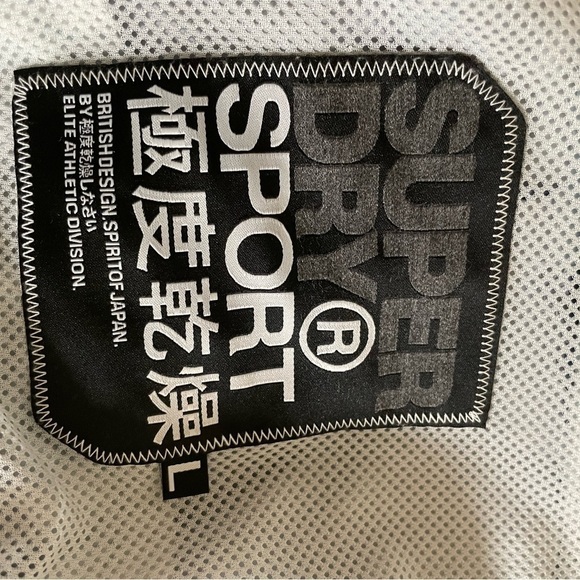 SUPER
DRY®
SPORT
極度乾燥
BRITISH DESIGN. SPIRIT OF JAPAN.
BY 極度乾燥しなさい
ELITE ATHLETIC DIVISION.
L